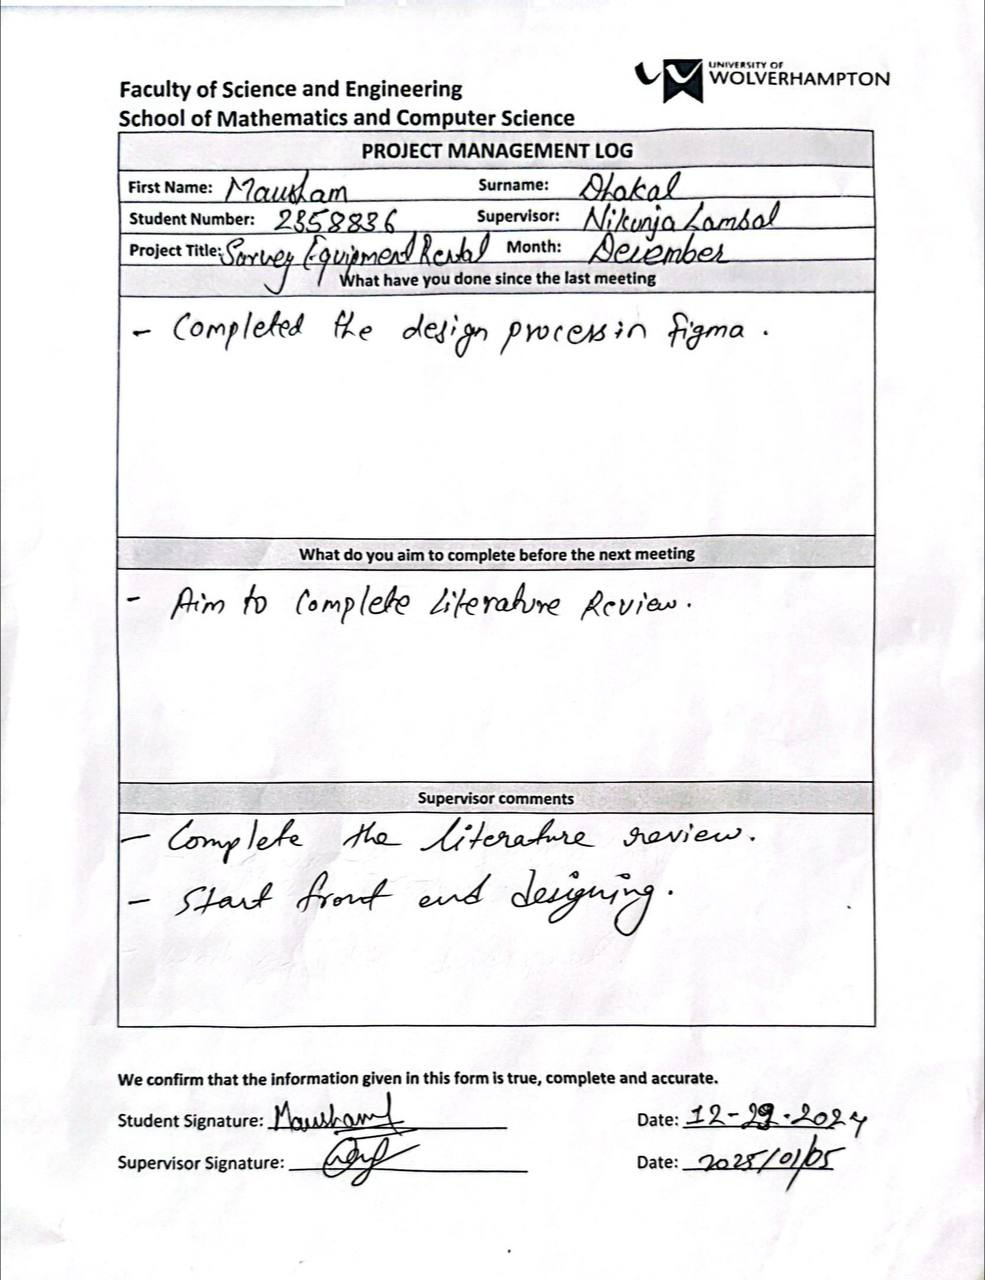 UNIVERSITY OF
WOLVERHAMPTON
Faculty of Science and Engineering
School of Mathematics and Computer Science
PROJECT MANAGEMENT LOG
First Name: Mausham Surname: Dhakal
Student Number: 2358836 Supervisor: Nikunja Lamsal
Project Title: Survey Equipment Rental Month: December
What have you done since the last meeting
- Completed the design process in figma.
What do you aim to complete before the next meeting
- Aim to Complete Literature Review.
Supervisor comments
- Complete the literature review.
- Start front end designing.
We confirm that the information given in this form is true, complete and accurate.
Student Signature: Mausham Date: 12-29-2024
Supervisor Signature: Date: 2025/01/05